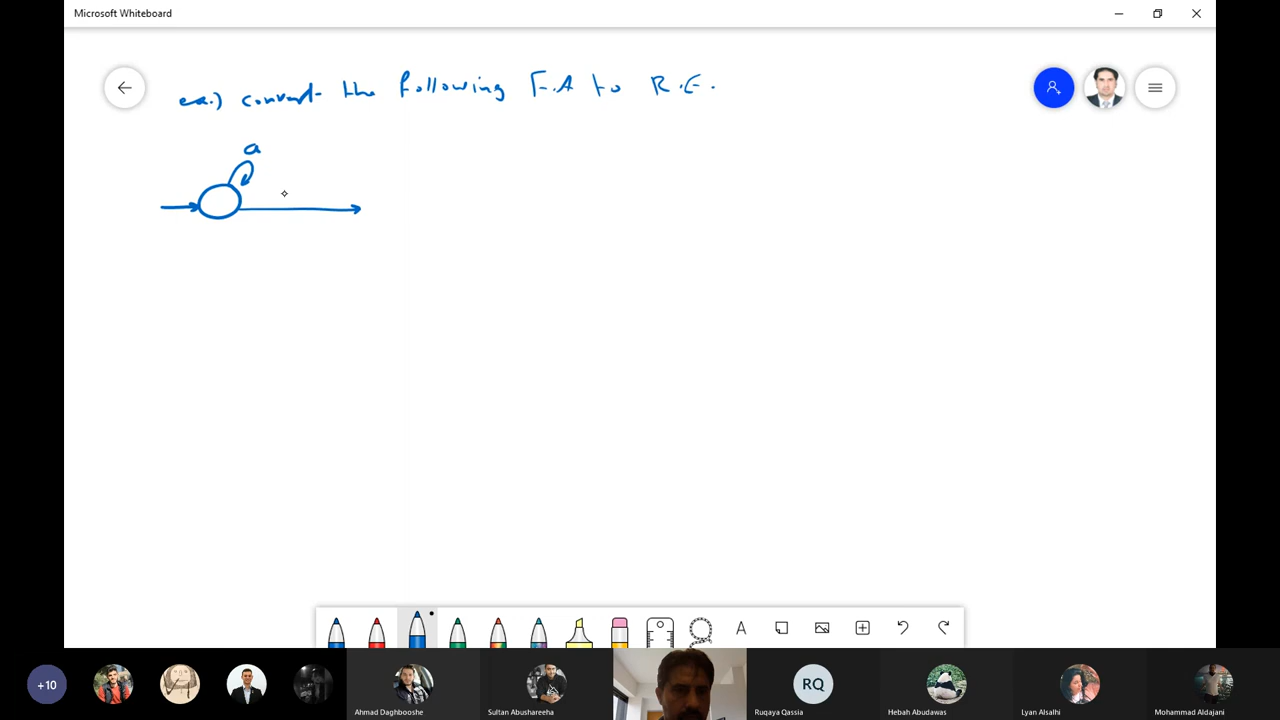 Microsoft Whiteboard
ex.) convert the following F.A to R.E.
a
A
+10
RQ
Ahmad Daghbooshe
Sultan Abushareeha
Ruqaya Qassia
Hebah Abudawas
Lyan Alsalhi
Mohammad Aldajani